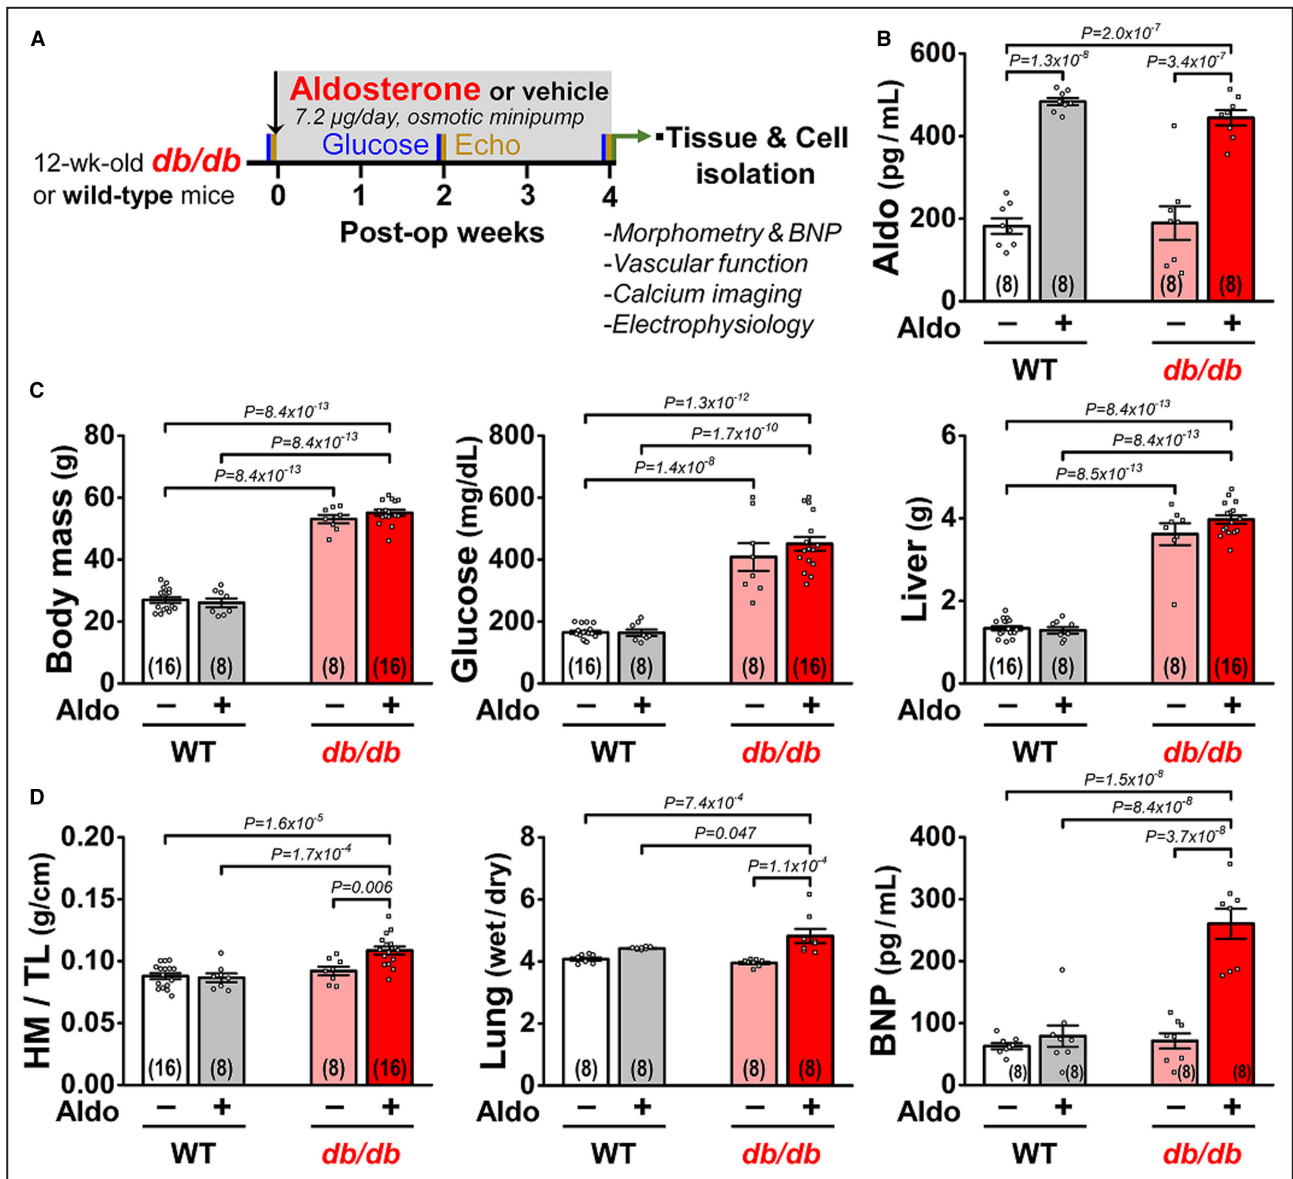 A
Aldosterone or vehicle
7.2 µg/day, osmotic minipump
Glucose Echo
12-wk-old db/db
or wild-type mice
0 1 2 3 4
Post-op weeks
▪Tissue & Cell
isolation
-Morphometry & BNP
-Vascular function
-Calcium imaging
-Electrophysiology
B
P=2.0x10⁻⁷
P=1.3x10⁻⁸ P=3.4x10⁻⁷
Aldo (pg / mL)
600
400
200
0
(8) (8) (8) (8)
Aldo − + − +
WT db/db
C
P=8.4x10⁻¹³
P=8.4x10⁻¹³
P=8.4x10⁻¹³
Body mass (g)
80
60
40
20
0
(16) (8) (8) (16)
Aldo − + − +
WT db/db
P=1.3x10⁻¹²
P=1.7x10⁻¹⁰
P=1.4x10⁻⁸
Glucose (mg/dL)
800
600
400
200
0
(16) (8) (8) (16)
Aldo − + − +
WT db/db
P=8.4x10⁻¹³
P=8.4x10⁻¹³
P=8.5x10⁻¹³
Liver (g)
6
4
2
0
(16) (8) (8) (16)
Aldo − + − +
WT db/db
D
P=1.6x10⁻⁵
P=1.7x10⁻⁴
P=0.006
HM / TL (g/cm)
0.20
0.15
0.10
0.05
0.00
(16) (8) (8) (16)
Aldo − + − +
WT db/db
P=7.4x10⁻⁴
P=0.047
P=1.1x10⁻⁴
Lung (wet / dry)
8
6
4
2
0
(8) (8) (8) (8)
Aldo − + − +
WT db/db
P=1.5x10⁻⁸
P=8.4x10⁻⁸
P=3.7x10⁻⁸
BNP (pg / mL)
400
300
200
100
0
(8) (8) (8) (8)
Aldo − + − +
WT db/db